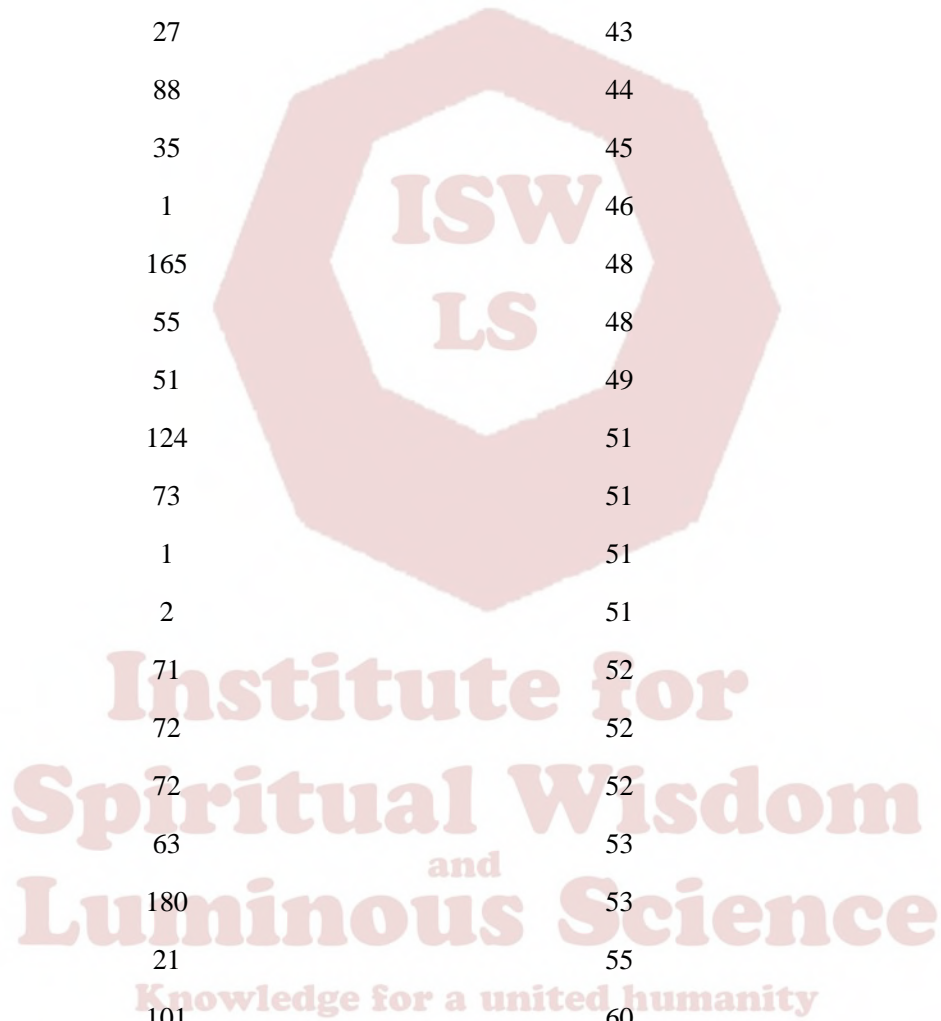 27 43
88 44
35 45
1 46
ISW
165 48
LS
55 48
51 49
124 51
73 51
1 51
2 51
71 52
Institute for
72 52
72 52
Spiritual Wisdom
63 53
and
180 53
Luminous Science
21 55
Knowledge for a united humanity
101 60